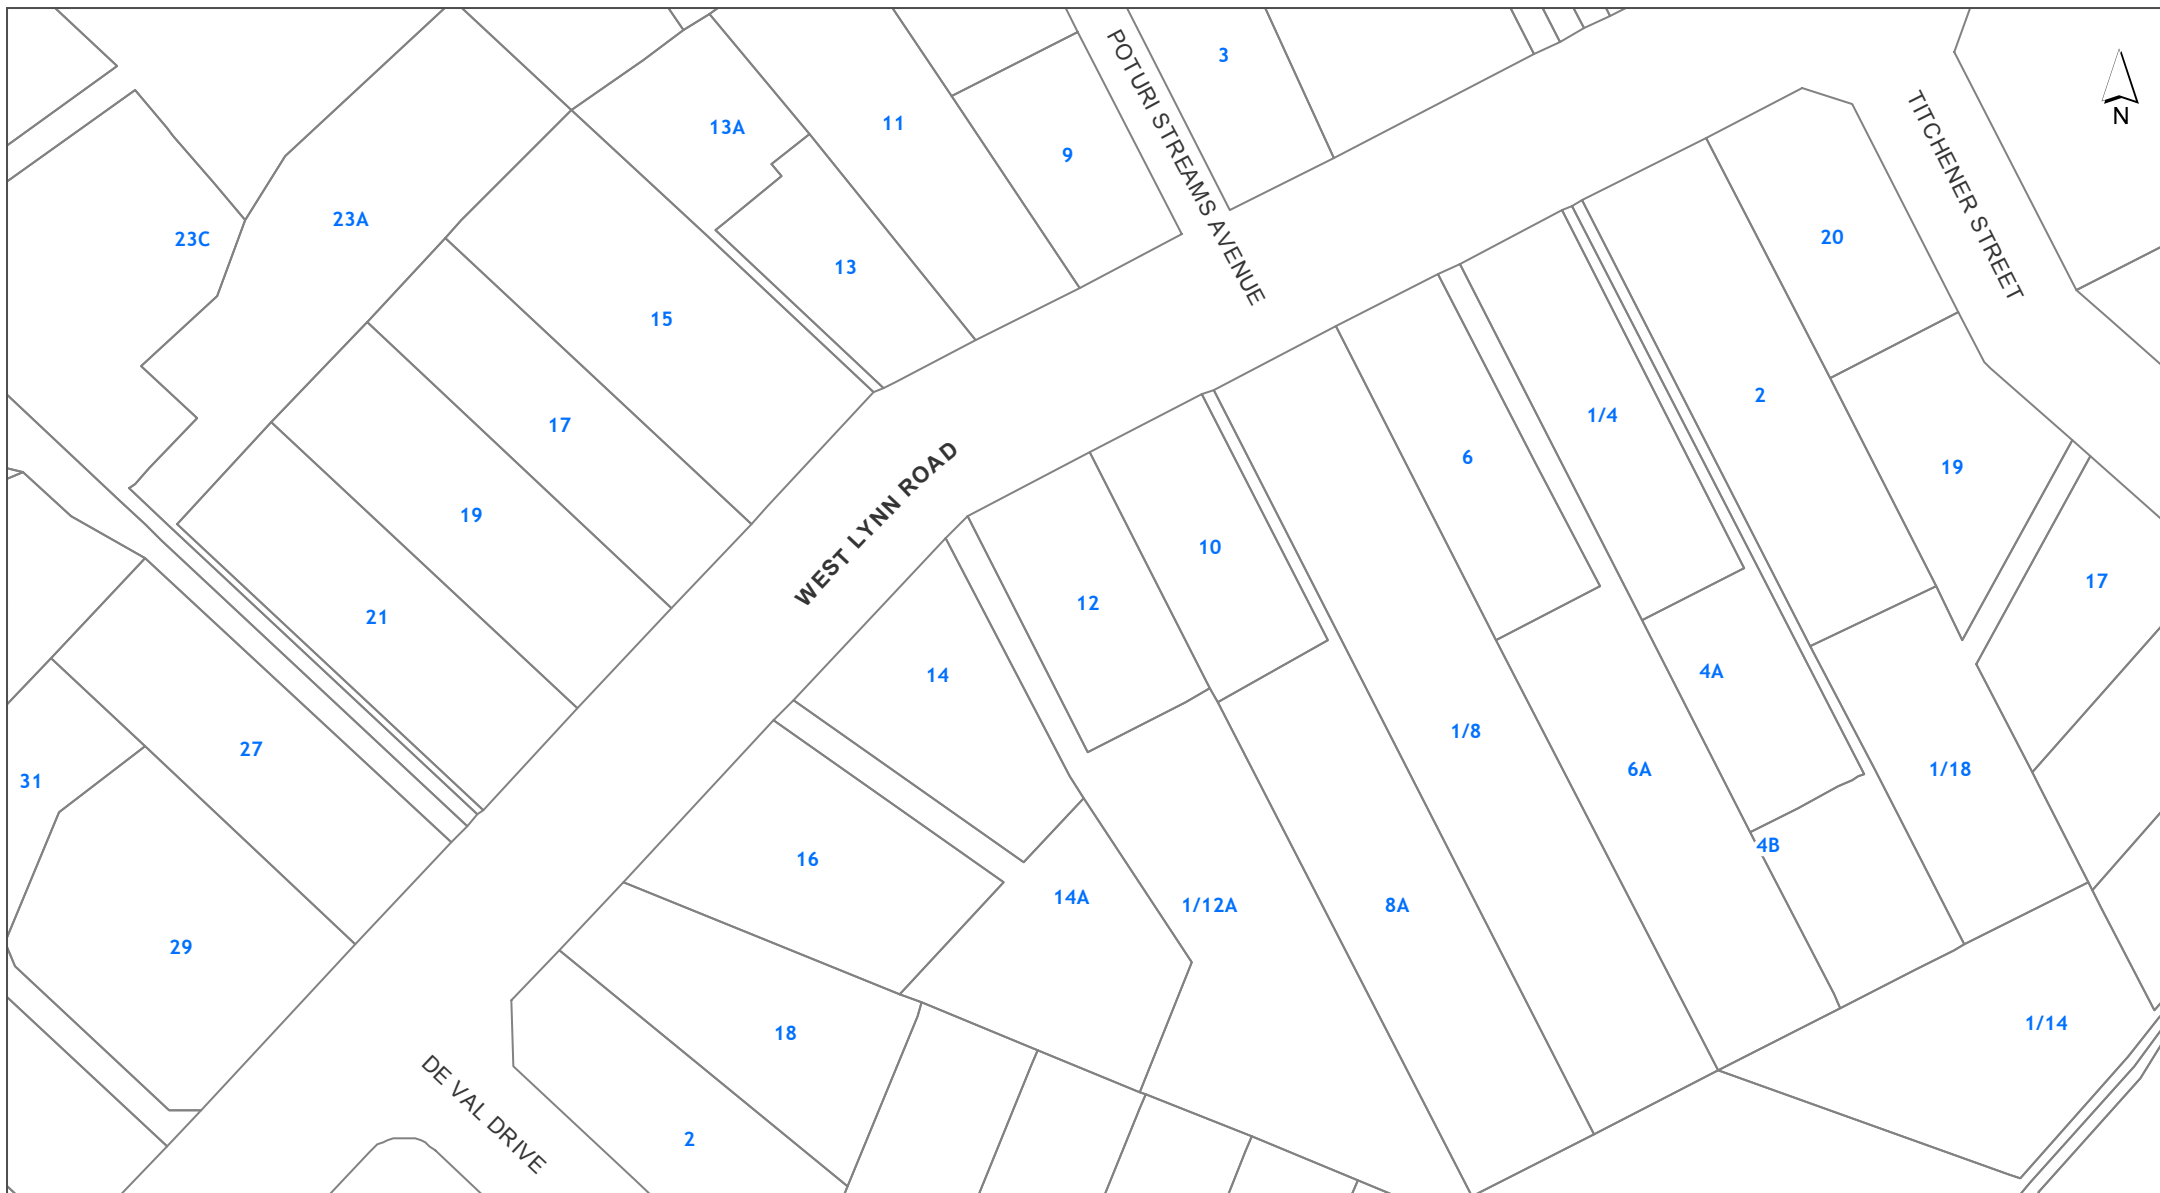 3
POTURI STREAMS AVENUE
TITCHENER STREET
N
13A
11
9
23C
23A
13
20
15
17
2
1/4
6
19
19
WEST LYNN ROAD
10
12
17
21
14
4A
27
31
1/8
6A
1/18
16
4B
14A
1/12A
8A
29
18
1/14
DE VAL DRIVE
2